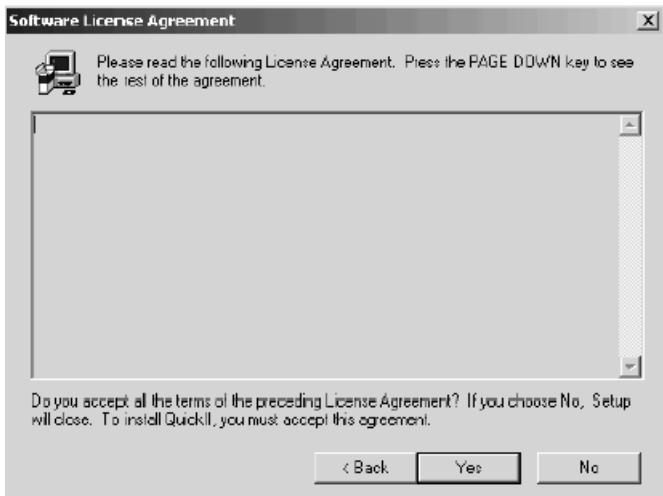 Software License Agreement
Please read the following License Agreement. Press the PAGE DOWN key to see
the rest of the agreement.
Do you accept all the terms of the preceding License Agreement? If you choose No, Setup
will close. To install QuickII, you must accept this agreement.
< Back
Yes
No